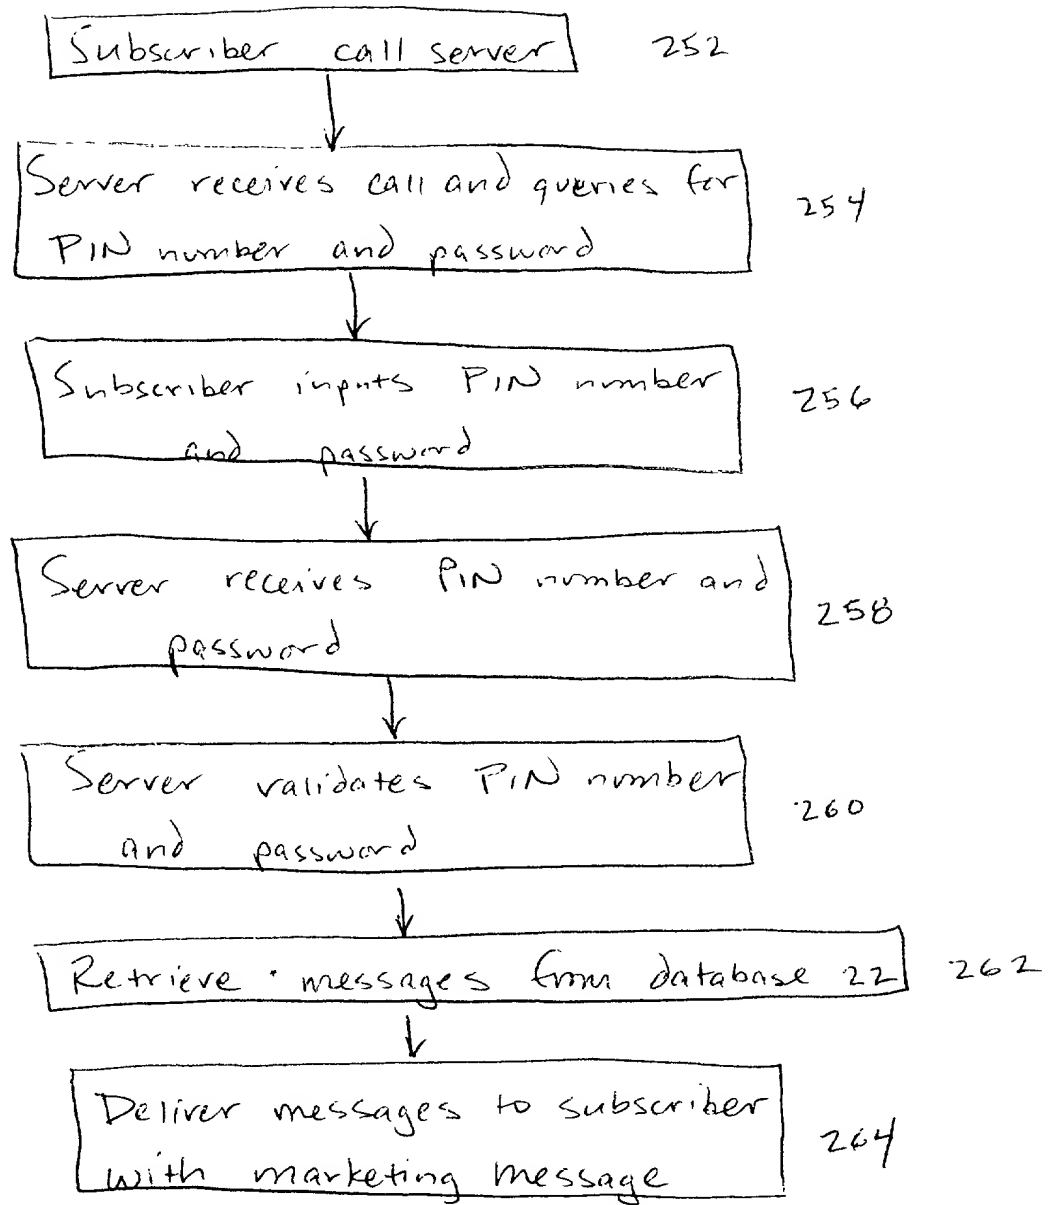 Subscriber call server 252
Server receives call and queries for
PIN number and password 254
Subscriber inputs PIN number
and password 256
Server receives PIN number and
password 258
Server validates PIN number
and password 260
Retrieve messages from database 22 262
Deliver messages to subscriber
with marketing message 264